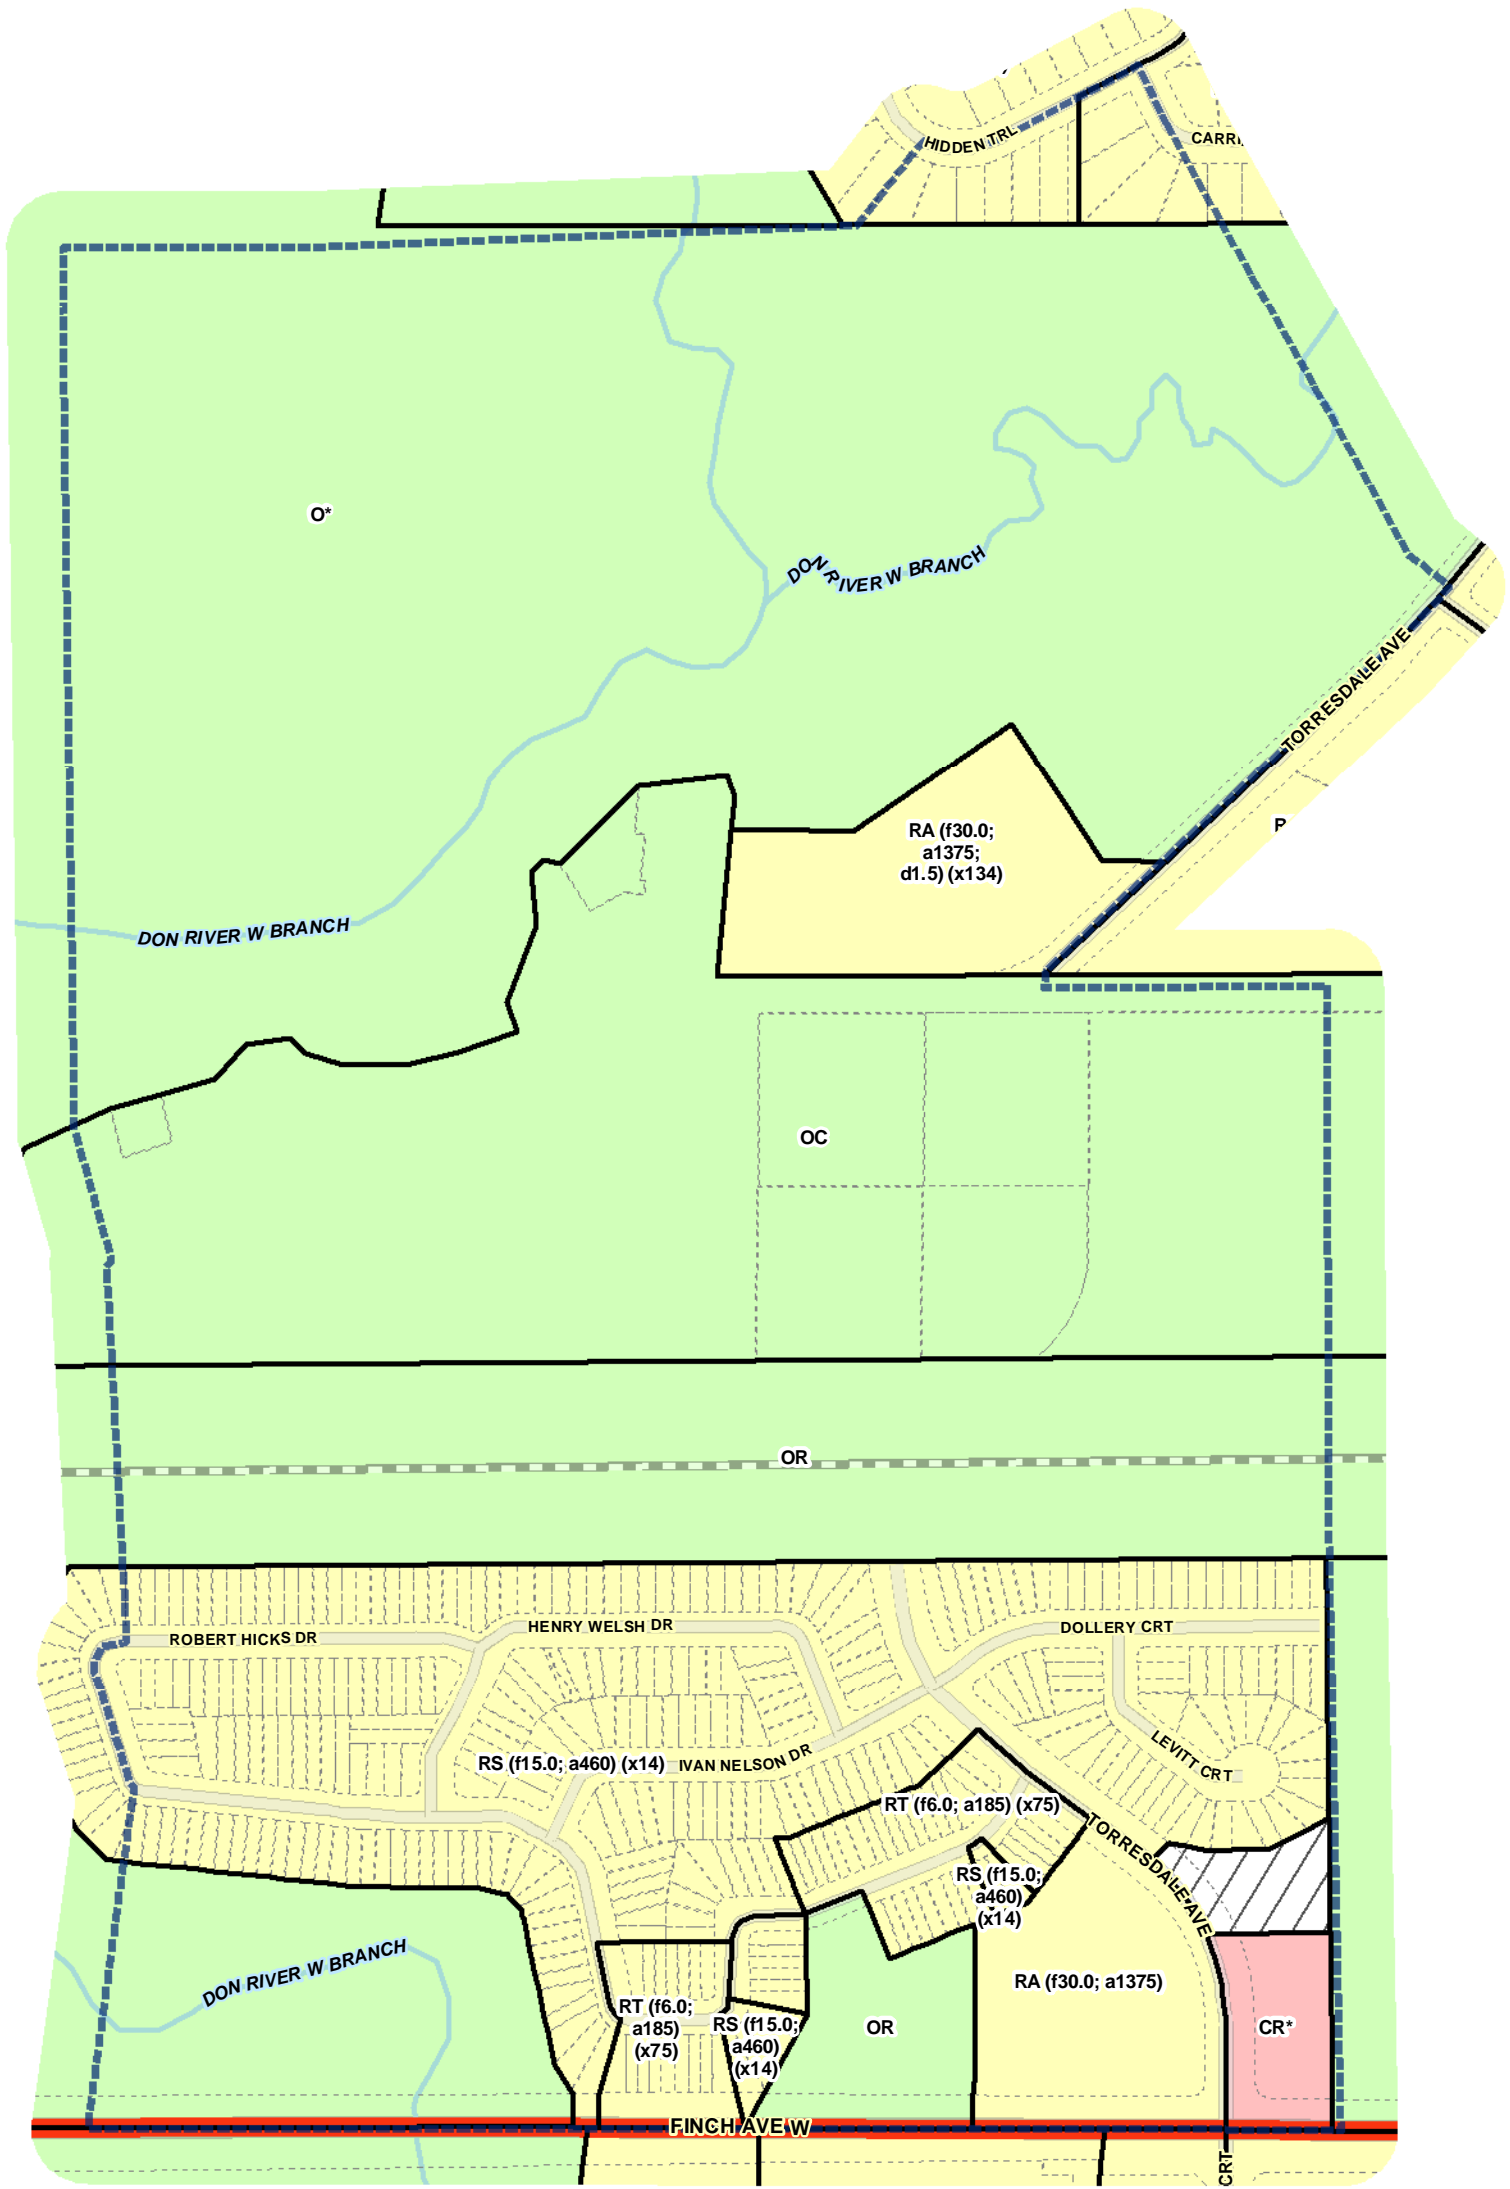 HIDDEN TRL
CARRI
O*
DON RIVER W BRANCH
TORRESDALE AVE
RA (f30.0;
a1375;
d1.5) (x134)
R
DON RIVER W BRANCH
OC
OR
ROBERT HICKS DR
HENRY WELSH DR
DOLLERY CRT
LEVITT CRT
RS (f15.0; a460) (x14)
IVAN NELSON DR
RT (f6.0; a185) (x75)
TORRESDALE AVE
RS (f15.0;
a460)
(x14)
DON RIVER W BRANCH
RA (f30.0; a1375)
RT (f6.0;
a185)
(x75)
RS (f15.0;
a460)
(x14)
OR
CR*
FINCH AVE W
CRT